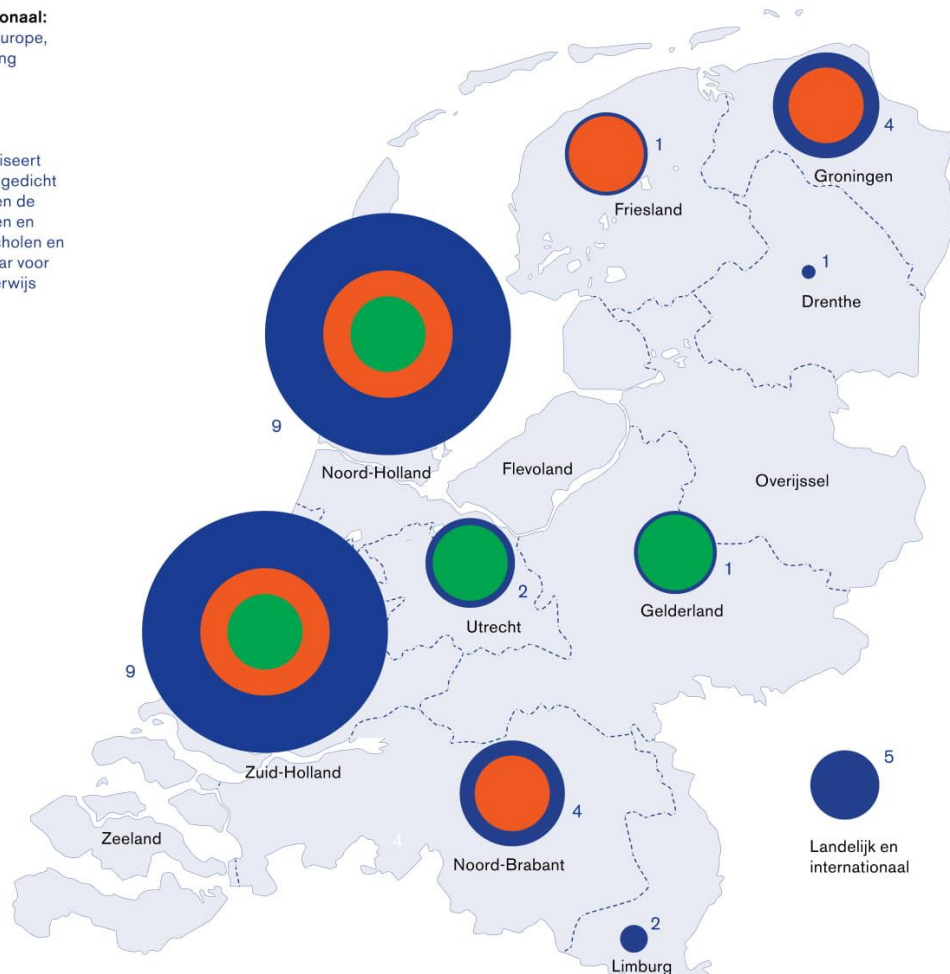 onaal:
urope,
ng
iseert
gedicht
en de
en en
holen en
ar voor
erwijs
1
Friesland
4
Groningen
1
Drenthe
9
Noord-Holland
Flevoland
Overijssel
2
Utrecht
1
Gelderland
9
Zuid-Holland
Zeeland
4
4
Noord-Brabant
5
Landelijk en
internationaal
2
Limburg